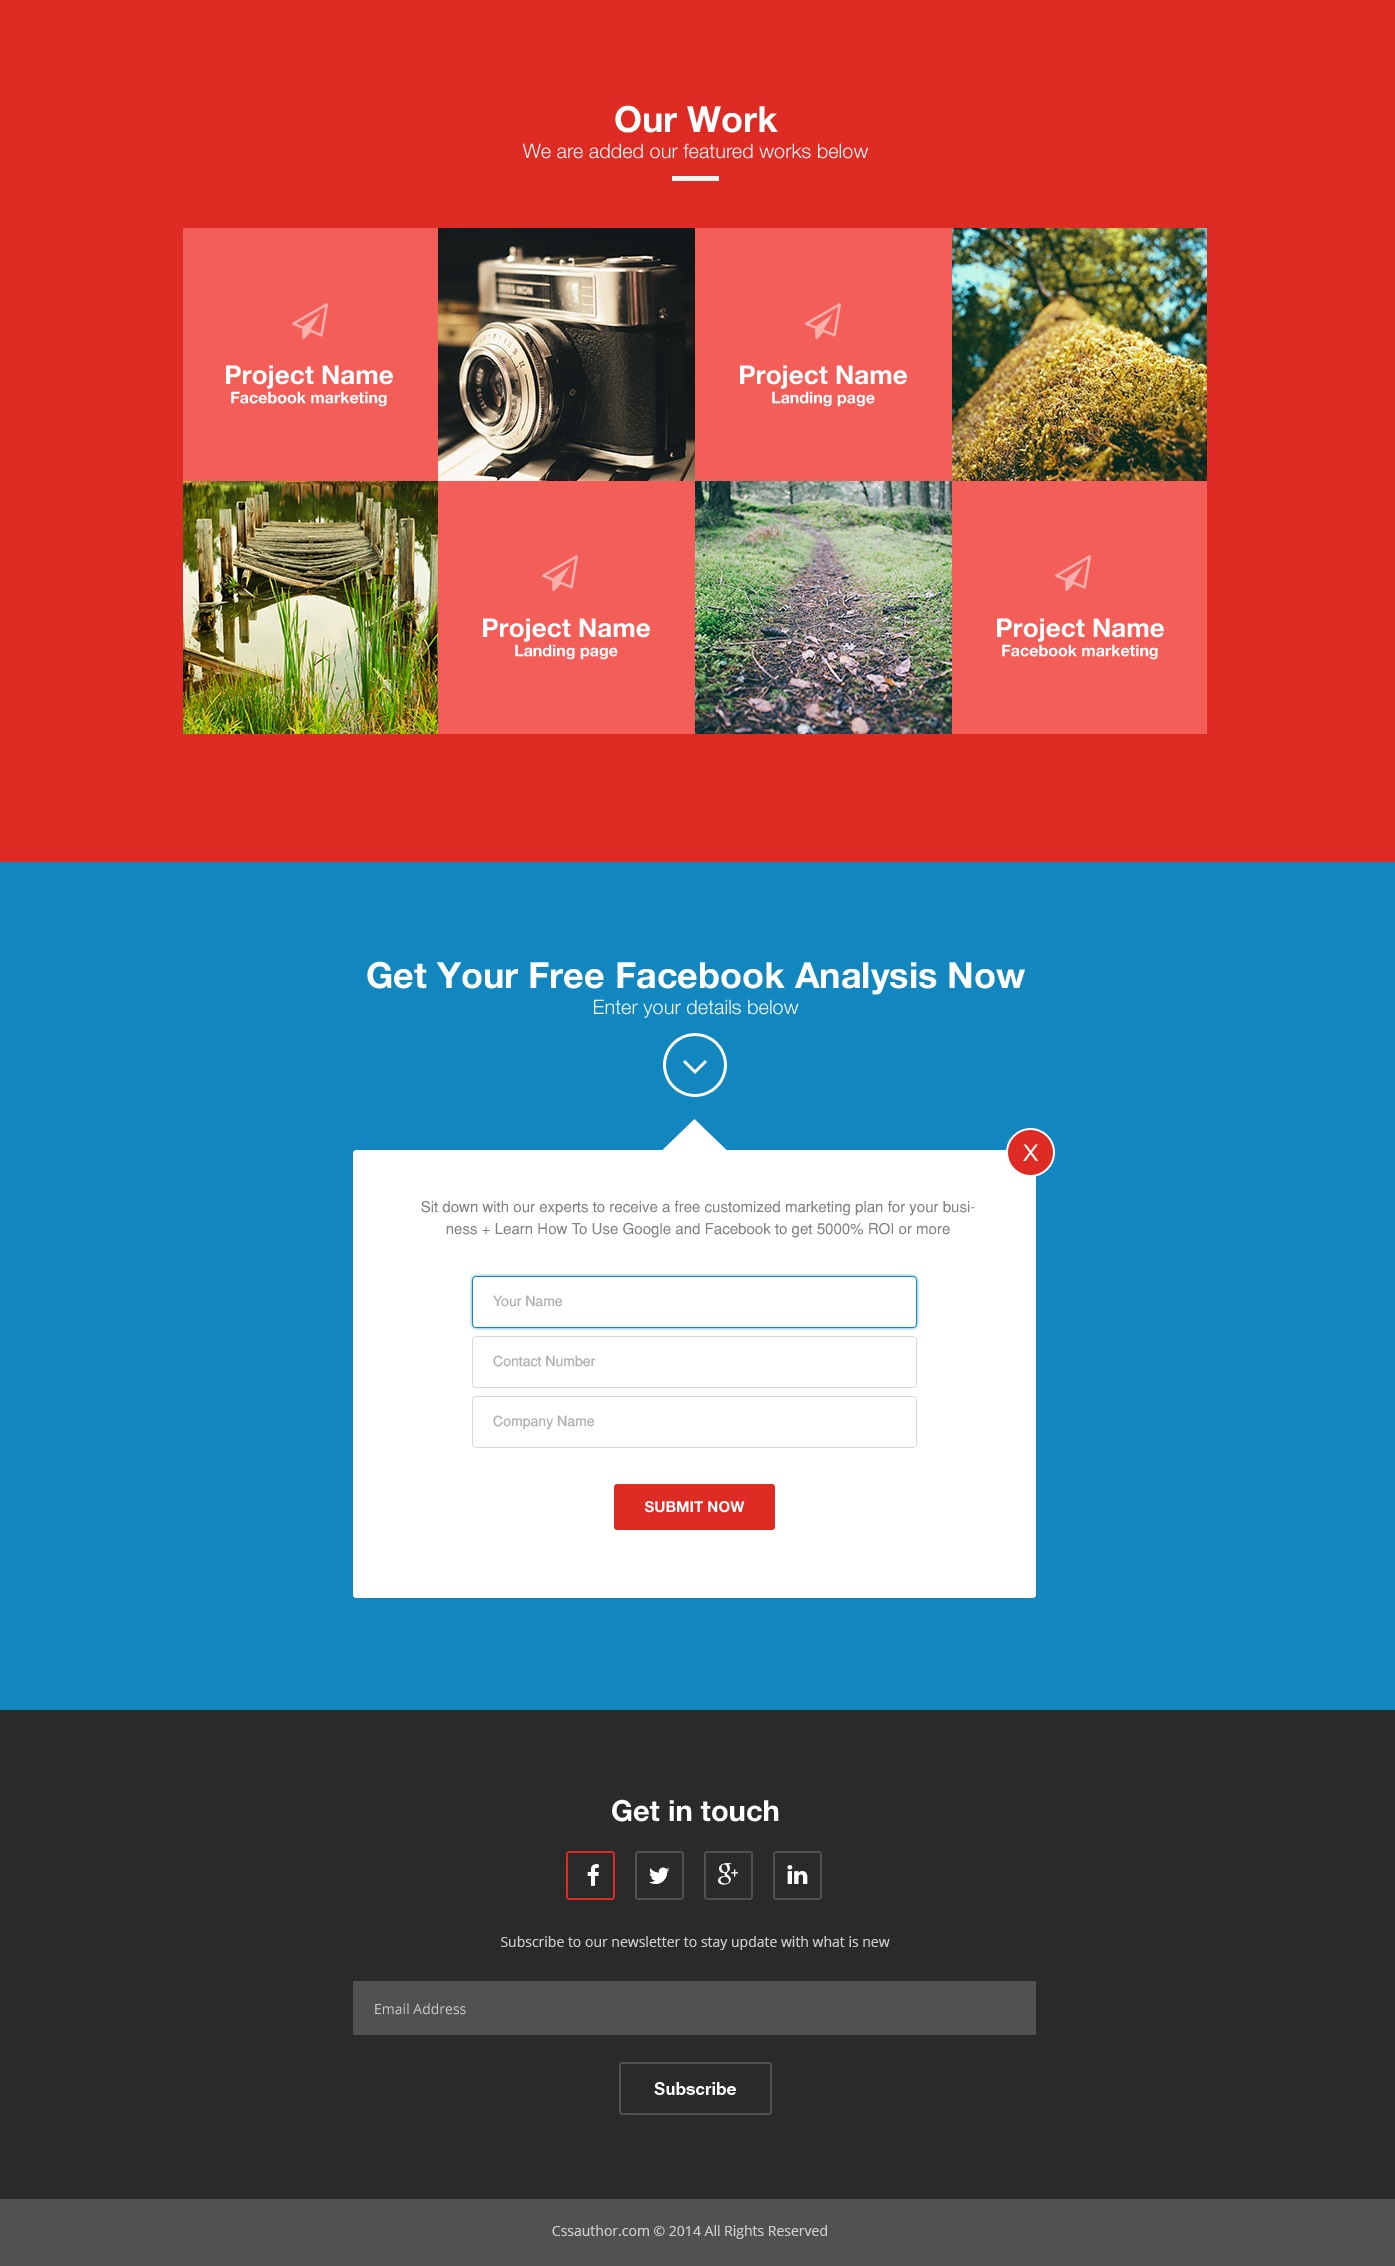 Our Work
We are added our featured works below
Project Name
Facebook marketing
Project Name
Landing page
Project Name
Landing page
Project Name
Facebook marketing
Get Your Free Facebook Analysis Now
Enter your details below
X
Sit down with our experts to receive a free customized marketing plan for your busi-
ness + Learn How To Use Google and Facebook to get 5000% ROI or more
Your Name
Contact Number
Company Name
SUBMIT NOW
Get in touch
f
g+
in
Subscribe to our newsletter to stay update with what is new
Email Address
Subscribe
Cssauthor.com © 2014 All Rights Reserved